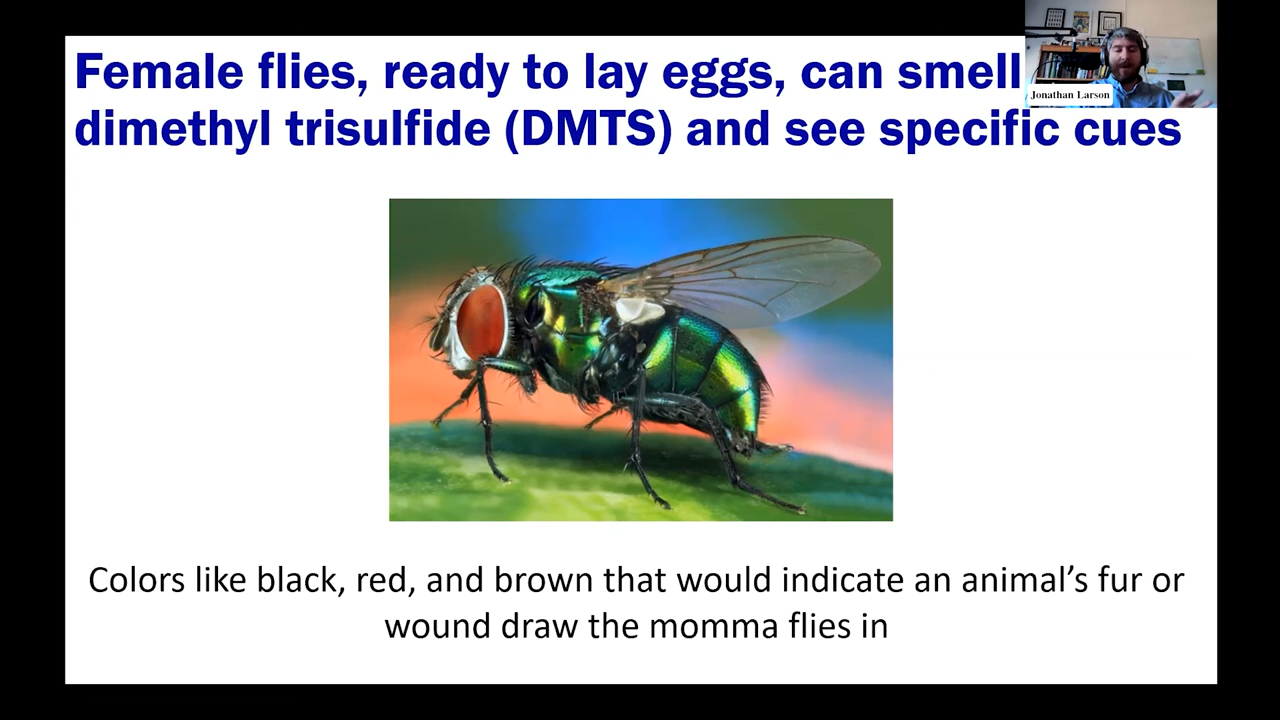 Female flies, ready to lay eggs, can smell
dimethyl trisulfide (DMTS) and see specific cues
Jonathan Larson
Colors like black, red, and brown that would indicate an animal’s fur or
wound draw the momma flies in